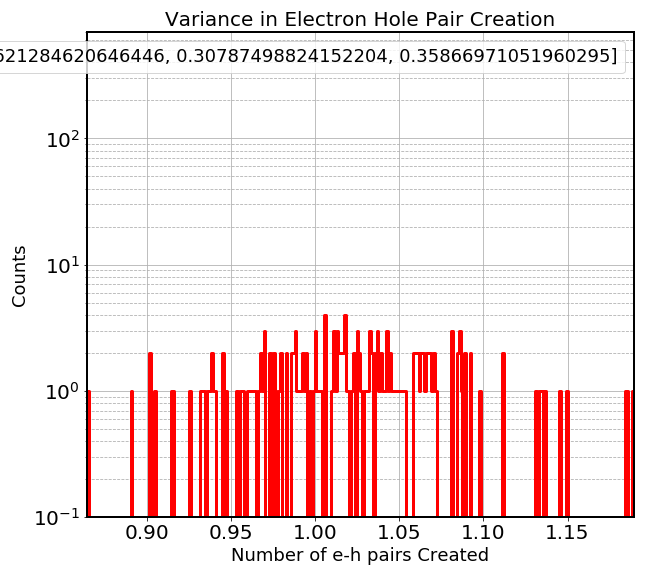 Variance in Electron Hole Pair Creation
621284620646446, 0.30787498824152204, 0.35866971051960295]
10²
10¹
10⁰
10⁻¹
Counts
0.90 0.95 1.00 1.05 1.10 1.15
Number of e-h pairs Created